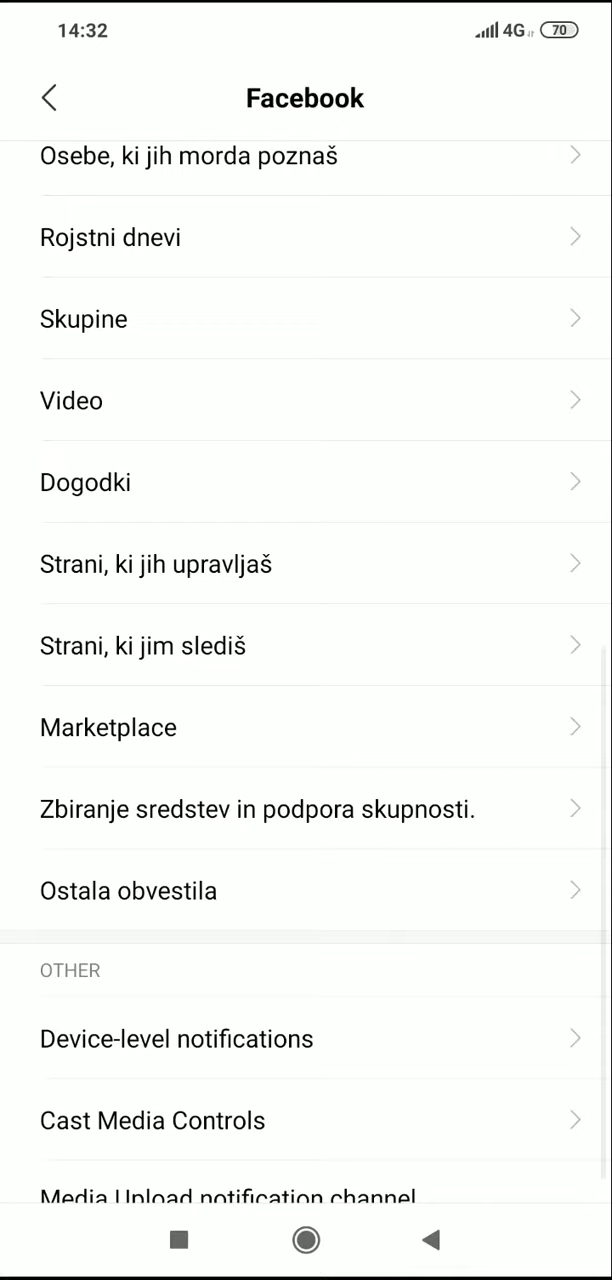 14:32
4G
70
Facebook
Osebe, ki jih morda poznaš
Rojstni dnevi
Skupine
Video
Dogodki
Strani, ki jih upravljaš
Strani, ki jim slediš
Marketplace
Zbiranje sredstev in podpora skupnosti.
Ostala obvestila
OTHER
Device-level notifications
Cast Media Controls
Media Upload notification channel